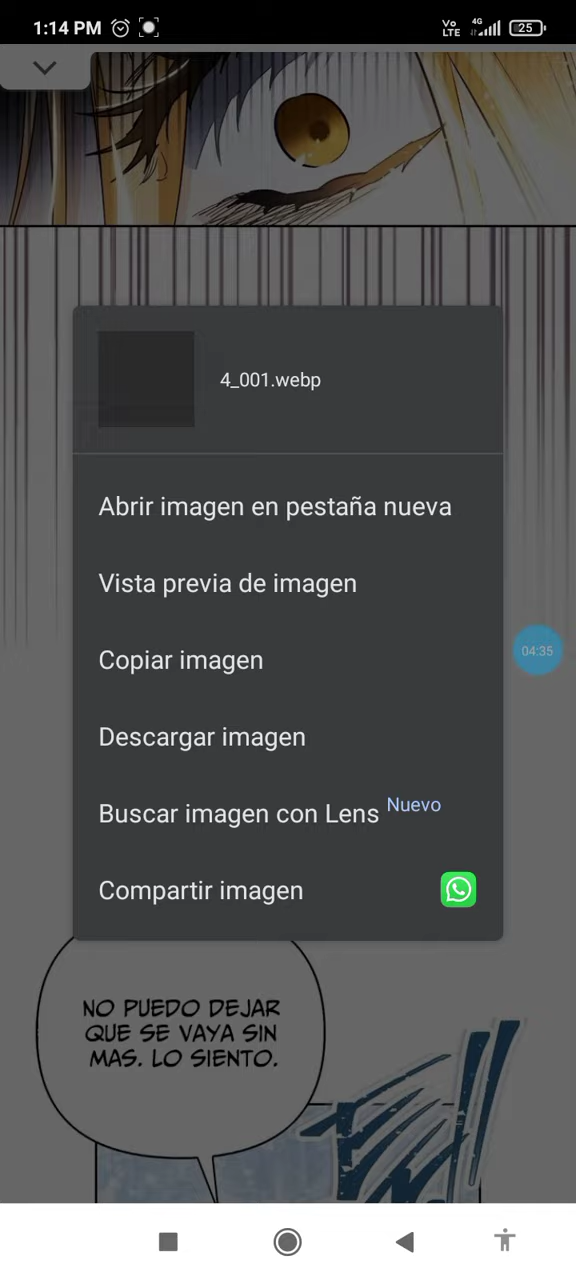 1:14 PM
Vo
LTE
4G
25
4_001.webp
Abrir imagen en pestaña nueva
Vista previa de imagen
Copiar imagen
04:35
Descargar imagen
Buscar imagen con Lens Nuevo
Compartir imagen
NO PUEDO DEJAR
QUE SE VAYA SIN
MAS. LO SIENTO.